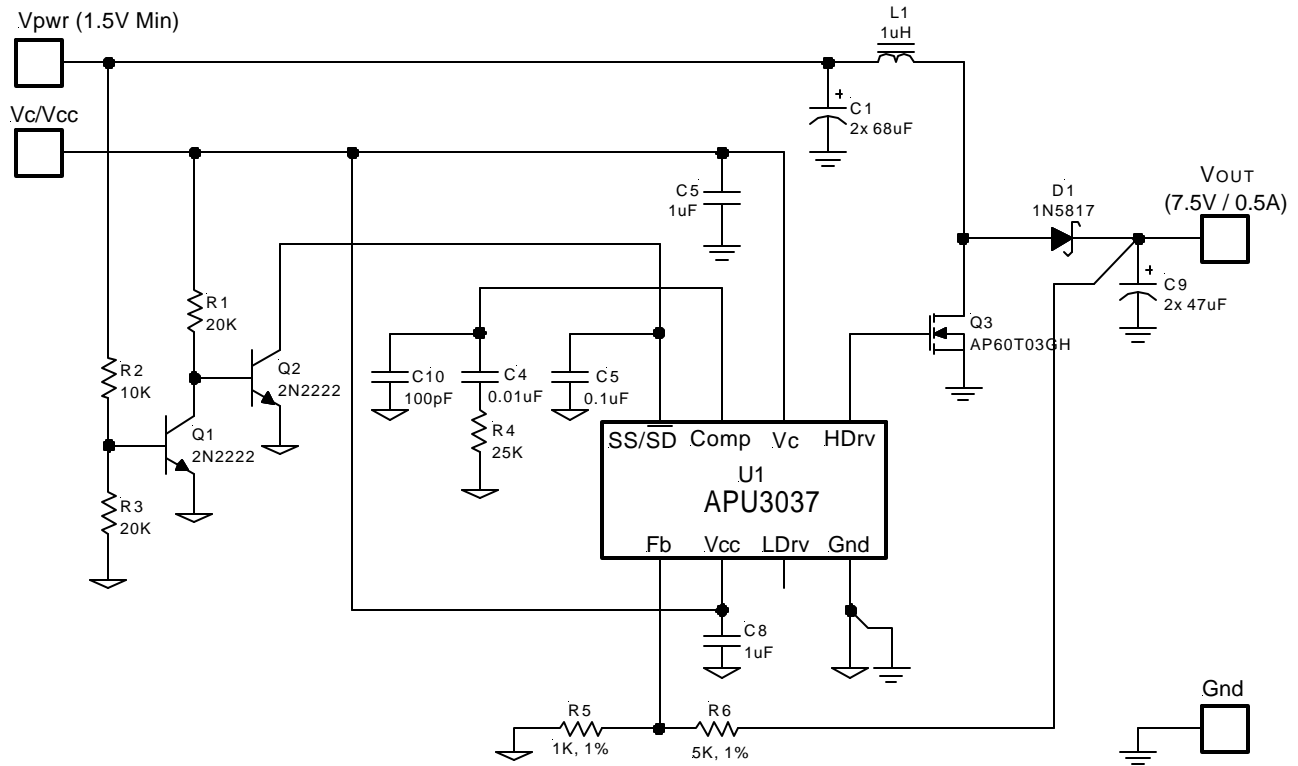 Vpwr (1.5V Min)
L1
1uH
Vc/Vcc
+
C1
2x 68uF
C5
1uF
D1
1N5817
VOUT
(7.5V / 0.5A)
+
C9
2x 47uF
R1
20K
Q3
AP60T03GH
R2
10K
Q2
2N2222
C10
100pF
C4
0.01uF
C5
0.1uF
Q1
2N2222
R4
25K
SS/SD Comp Vc HDrv
U1
APU3037
R3
20K
Fb Vcc LDrv Gnd
C8
1uF
Gnd
R5
1K, 1%
R6
5K, 1%